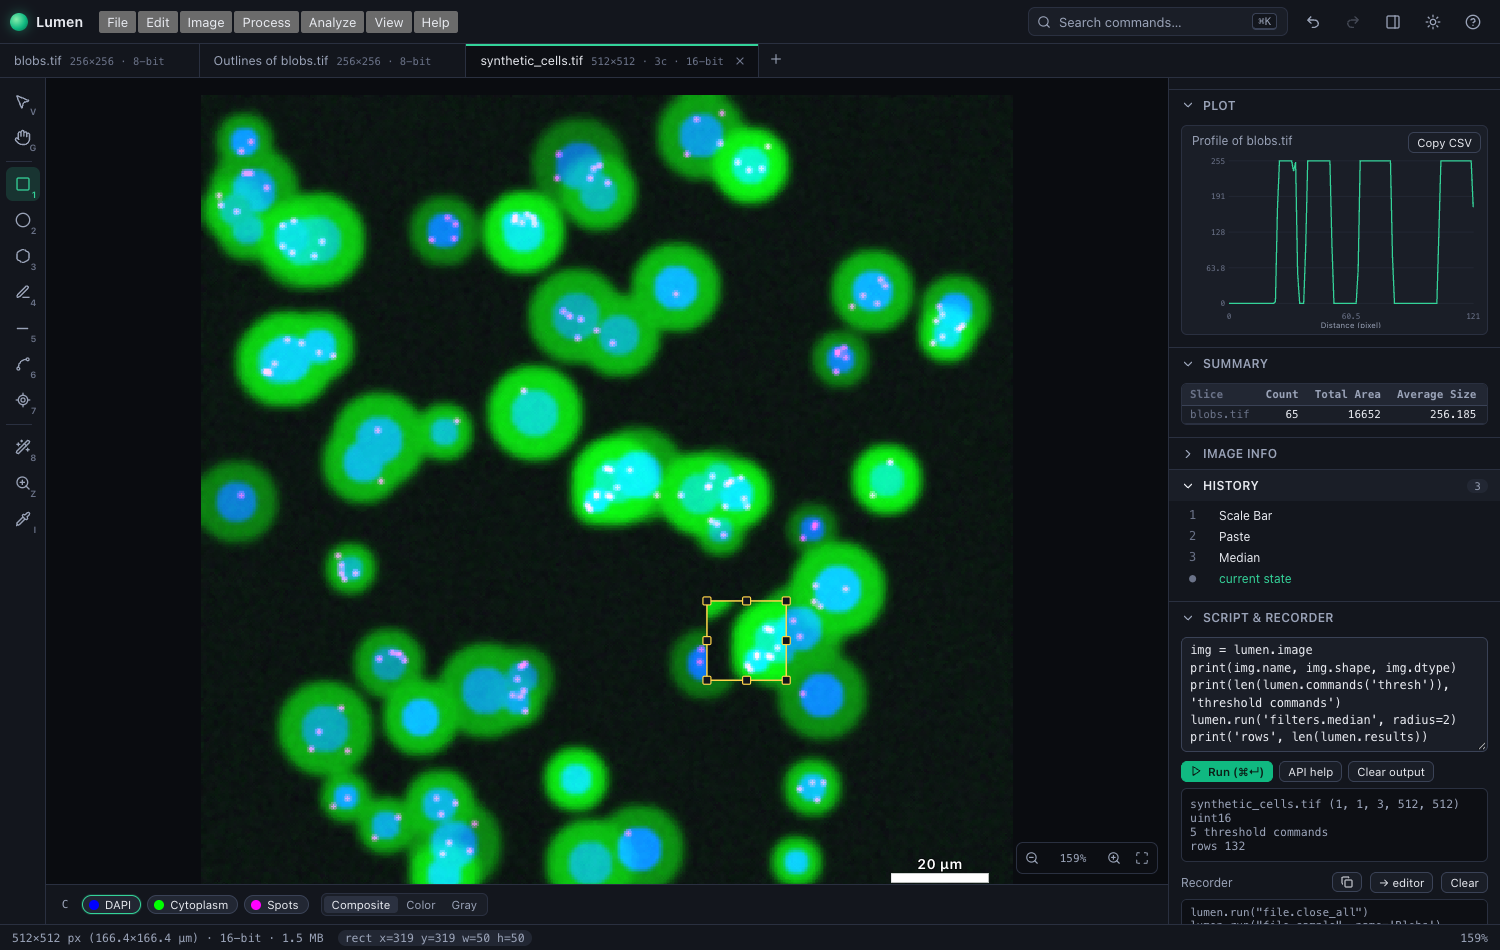 Lumen File Edit Image Process Analyze View Help Search commands... ⌘K
blobs.tif 256×256 · 8-bit Outlines of blobs.tif 256×256 · 8-bit synthetic_cells.tif 512×512 · 3c · 16-bit × +
V
G
1
2
3
4
5
6
7
8
Z
I
20 µm
159%
C DAPI Cytoplasm Spots Composite Color Gray
PLOT
Profile of blobs.tif Copy CSV
255
191
128
63.8
0
0 60.5 121
Distance (pixel)
SUMMARY
Slice Count Total Area Average Size
blobs.tif 65 16652 256.185
IMAGE INFO
HISTORY 3
1 Scale Bar
2 Paste
3 Median
current state
SCRIPT & RECORDER
img = lumen.image
print(img.name, img.shape, img.dtype)
print(len(lumen.commands('thresh')),
'threshold commands')
lumen.run('filters.median', radius=2)
print('rows', len(lumen.results))
Run (⌘↵) API help Clear output
synthetic_cells.tif (1, 1, 3, 512, 512)
uint16
5 threshold commands
rows 132
Recorder → editor Clear
lumen.run("file.close_all")
512×512 px (166.4×166.4 µm) · 16-bit · 1.5 MB rect x=319 y=319 w=50 h=50 159%